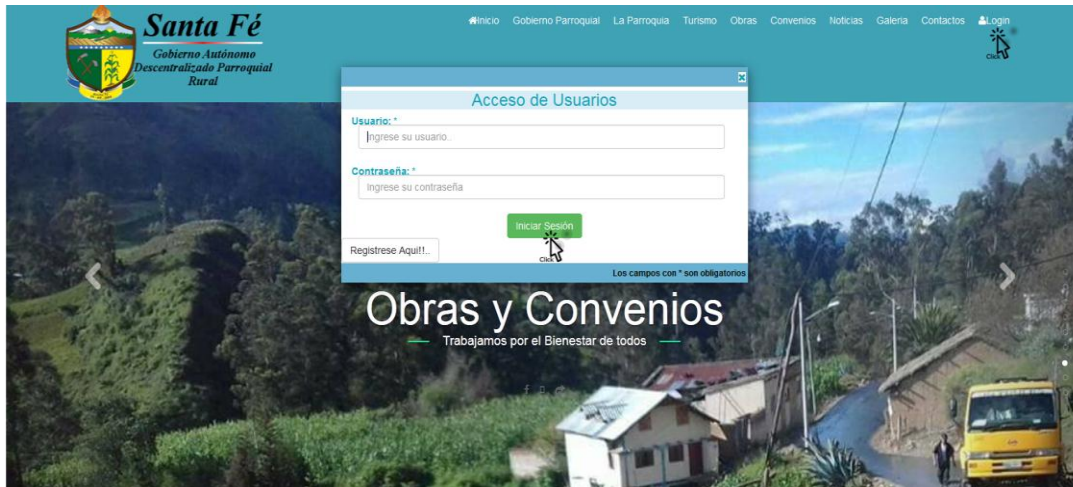 Santa Fé
Gobierno Autónomo
Descentralizado Parroquial
Rural
Inicio Gobierno Parroquial La Parroquia Turismo Obras Convenios Noticias Galeria Contactos Login
Click
Acceso de Usuarios
Usuario: *
Ingrese su usuario..
Contraseña: *
Ingrese su contraseña
Iniciar Sesión
Click
Registrese Aqui!!..
Los campos con * son obligatorios
Obras y Convenios
Trabajamos por el Bienestar de todos